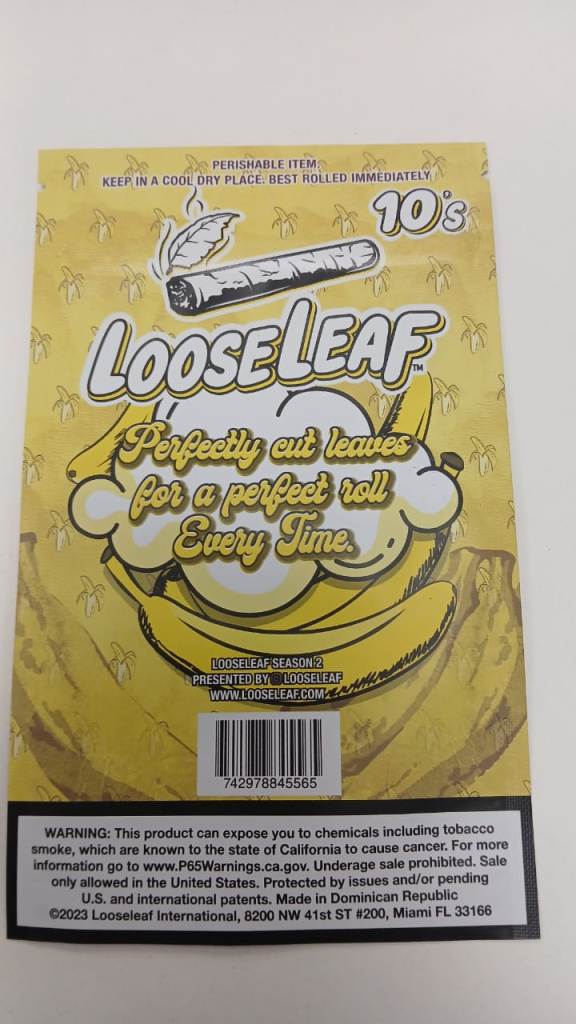 PERISHABLE ITEM.
KEEP IN A COOL DRY PLACE. BEST ROLLED IMMEDIATELY
10's
LOOSELEAF™
Perfectly cut leaves
for a perfect roll
Every Time.
LOOSELEAF SEASON 2
PRESENTED BY LOOSELEAF
WWW.LOOSELEAF.COM
742978845565
WARNING: This product can expose you to chemicals including tobacco
smoke, which are known to the state of California to cause cancer. For more
information go to www.P65Warnings.ca.gov. Underage sale prohibited. Sale
only allowed in the United States. Protected by issues and/or pending
U.S. and international patents. Made in Dominican Republic
©2023 Looseleaf International, 8200 NW 41st ST #200, Miami FL 33166